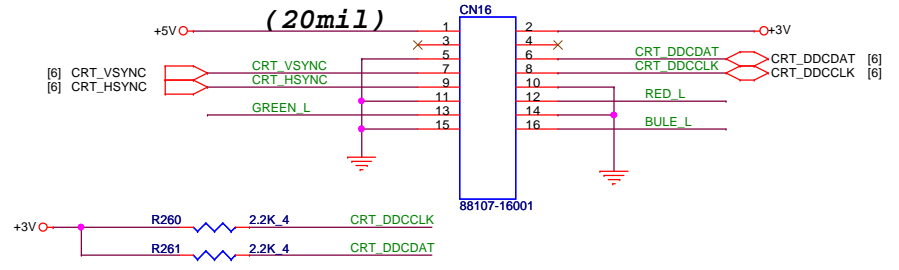 (20mil) CN16
+5V 1 2 +3V
3 4
5 6 CRT_DDCDAT CRT_DDCDAT [6]
[6] CRT_VSYNC CRT_VSYNC 7 8 CRT_DDCCLK CRT_DDCCLK [6]
[6] CRT_HSYNC CRT_HSYNC 9 10
11 12 RED_L
GREEN_L 13 14
15 16 BULE_L
88107-16001
+3V R260 2.2K_4 CRT_DDCCLK
R261 2.2K_4 CRT_DDCDAT